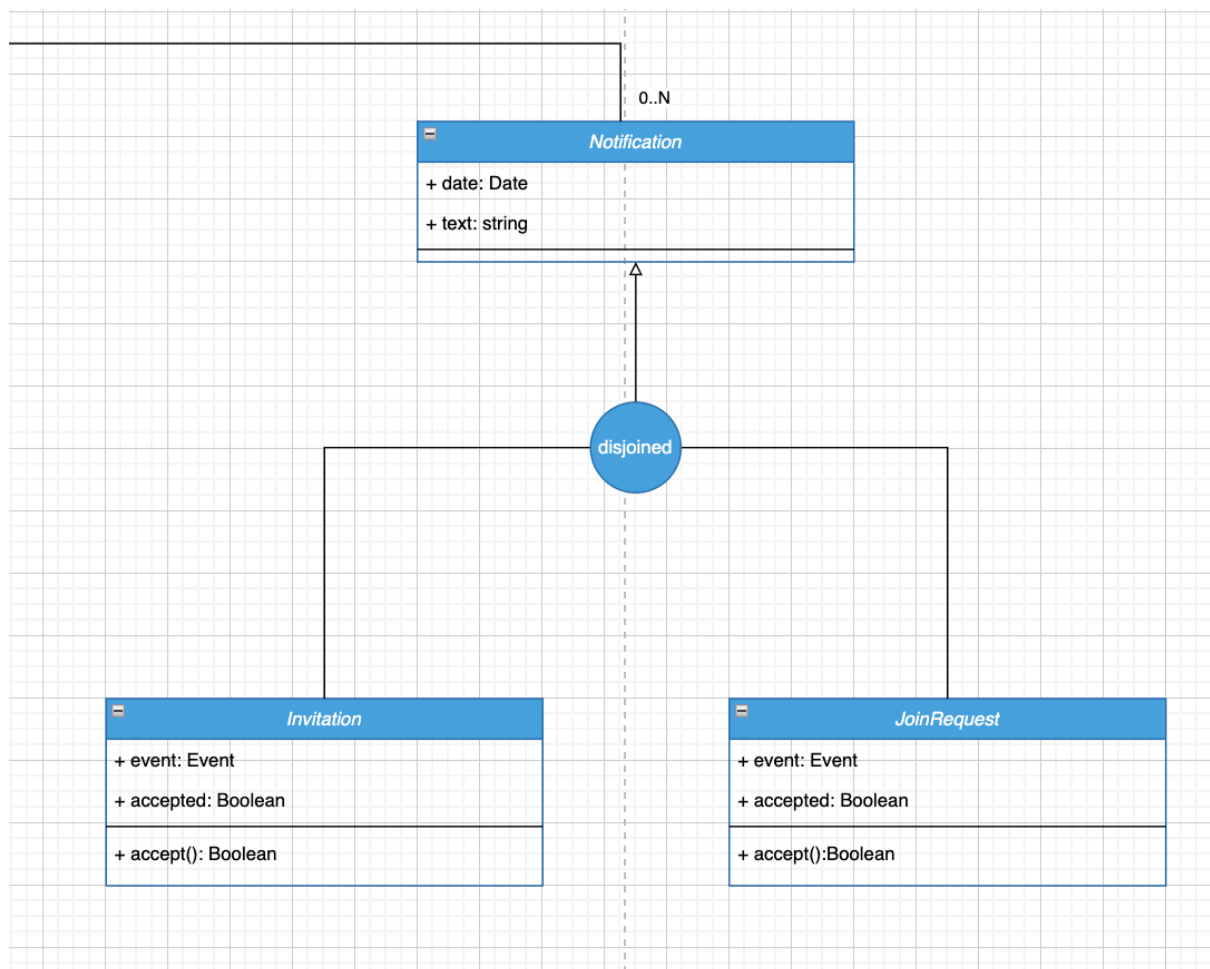 0..N
Notification
+ date: Date
+ text: string
disjoined
Invitation
+ event: Event
+ accepted: Boolean
+ accept(): Boolean
JoinRequest
+ event: Event
+ accepted: Boolean
+ accept():Boolean